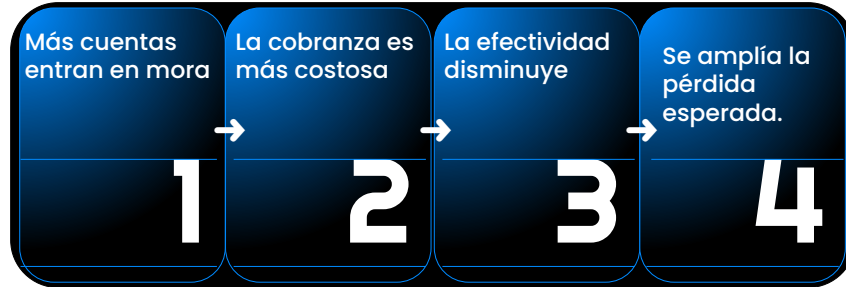 Más cuentas
entran en mora
1
La cobranza es
más costosa
2
La efectividad
disminuye
3
Se amplía la
pérdida
esperada.
4